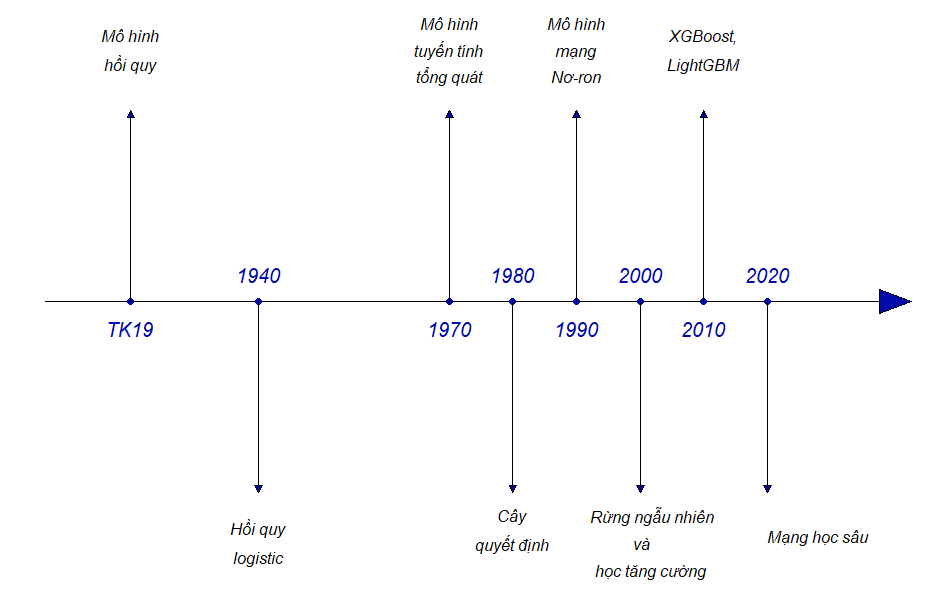 Mô hình
hồi quy
Mô hình
tuyến tính
tổng quát
Mô hình
mạng
Nơ-ron
XGBoost,
LightGBM
1940
1980
2000
2020
TK19
1970
1990
2010
Hồi quy
logistic
Cây
quyết định
Rừng ngẫu nhiên
và
học tăng cường
Mạng học sâu